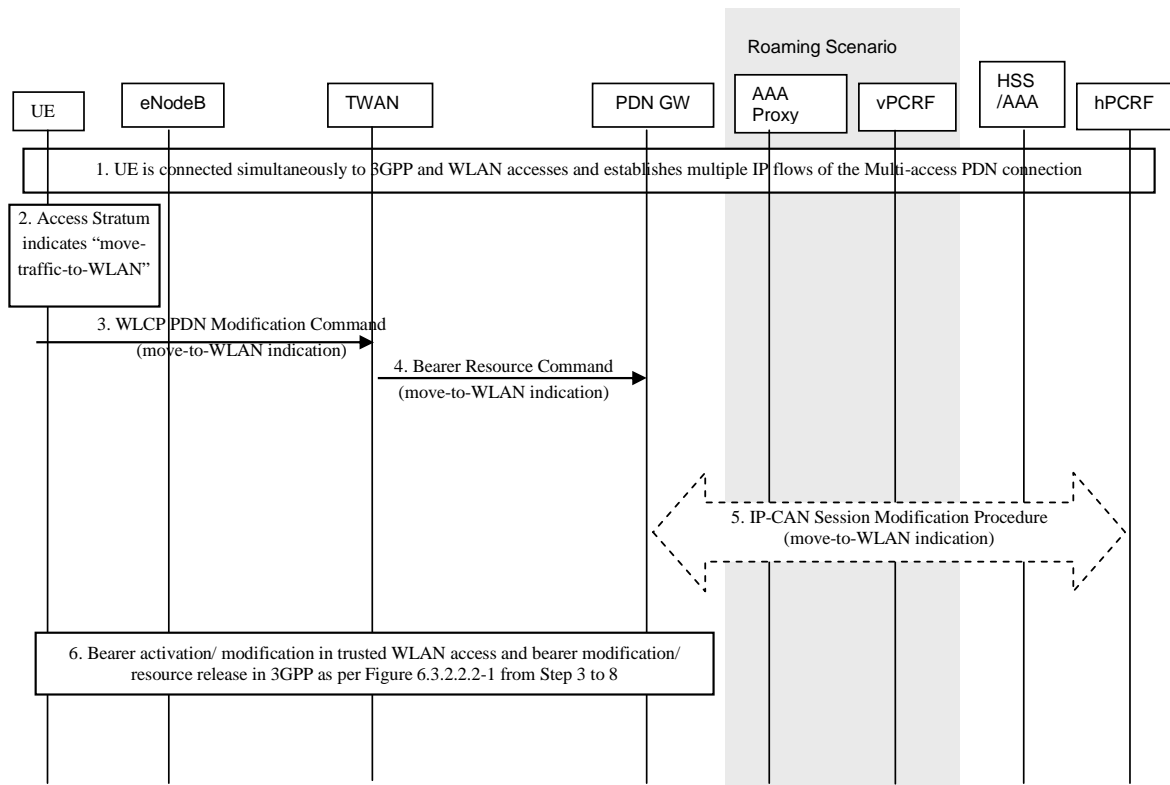 Roaming Scenario
UE
eNodeB
TWAN
PDN GW
AAA
Proxy
vPCRF
HSS
/AAA
hPCRF
1. UE is connected simultaneously to 3GPP and WLAN accesses and establishes multiple IP flows of the Multi-access PDN connection
2. Access Stratum
indicates “move-
traffic-to-WLAN”
3. WLCP PDN Modification Command
(move-to-WLAN indication)
4. Bearer Resource Command
(move-to-WLAN indication)
5. IP-CAN Session Modification Procedure
(move-to-WLAN indication)
6. Bearer activation/ modification in trusted WLAN access and bearer modification/
resource release in 3GPP as per Figure 6.3.2.2.2-1 from Step 3 to 8